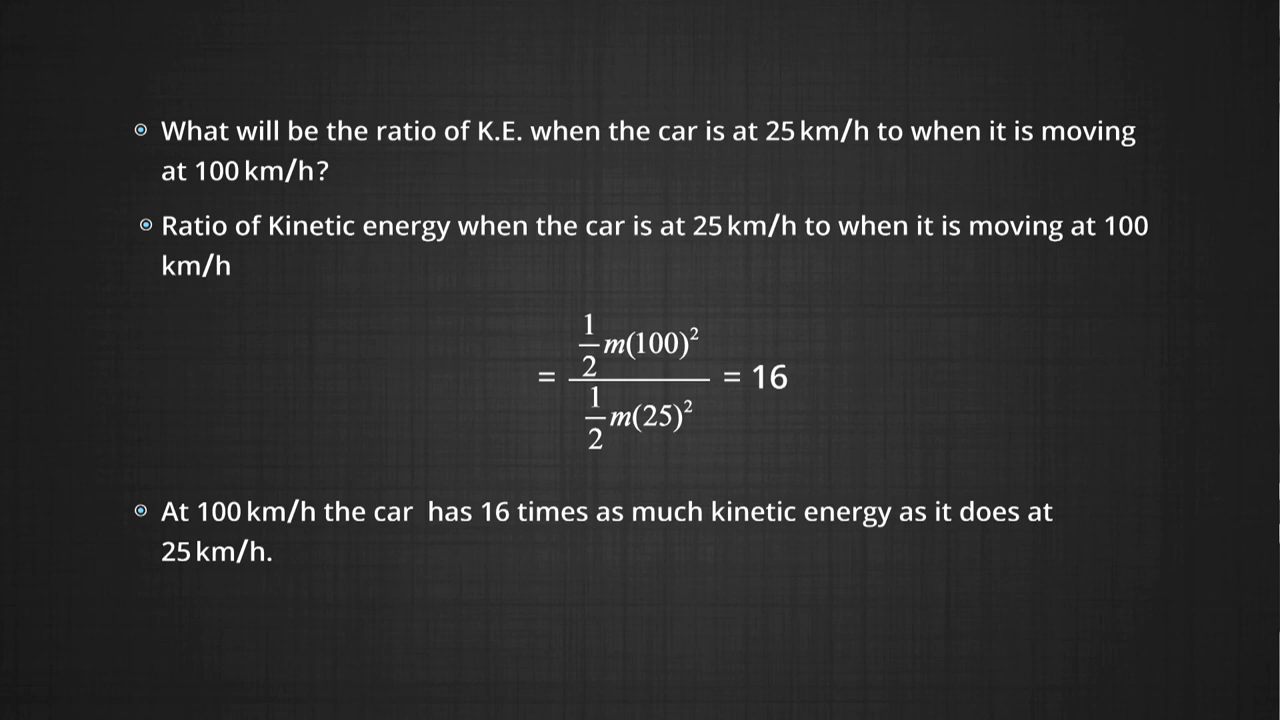 What will be the ratio of K.E. when the car is at 25 km/h to when it is moving
at 100 km/h?
Ratio of Kinetic energy when the car is at 25 km/h to when it is moving at 100
km/h
= \frac{\frac{1}{2}m(100)^2}{\frac{1}{2}m(25)^2} = 16
At 100 km/h the car has 16 times as much kinetic energy as it does at
25 km/h.